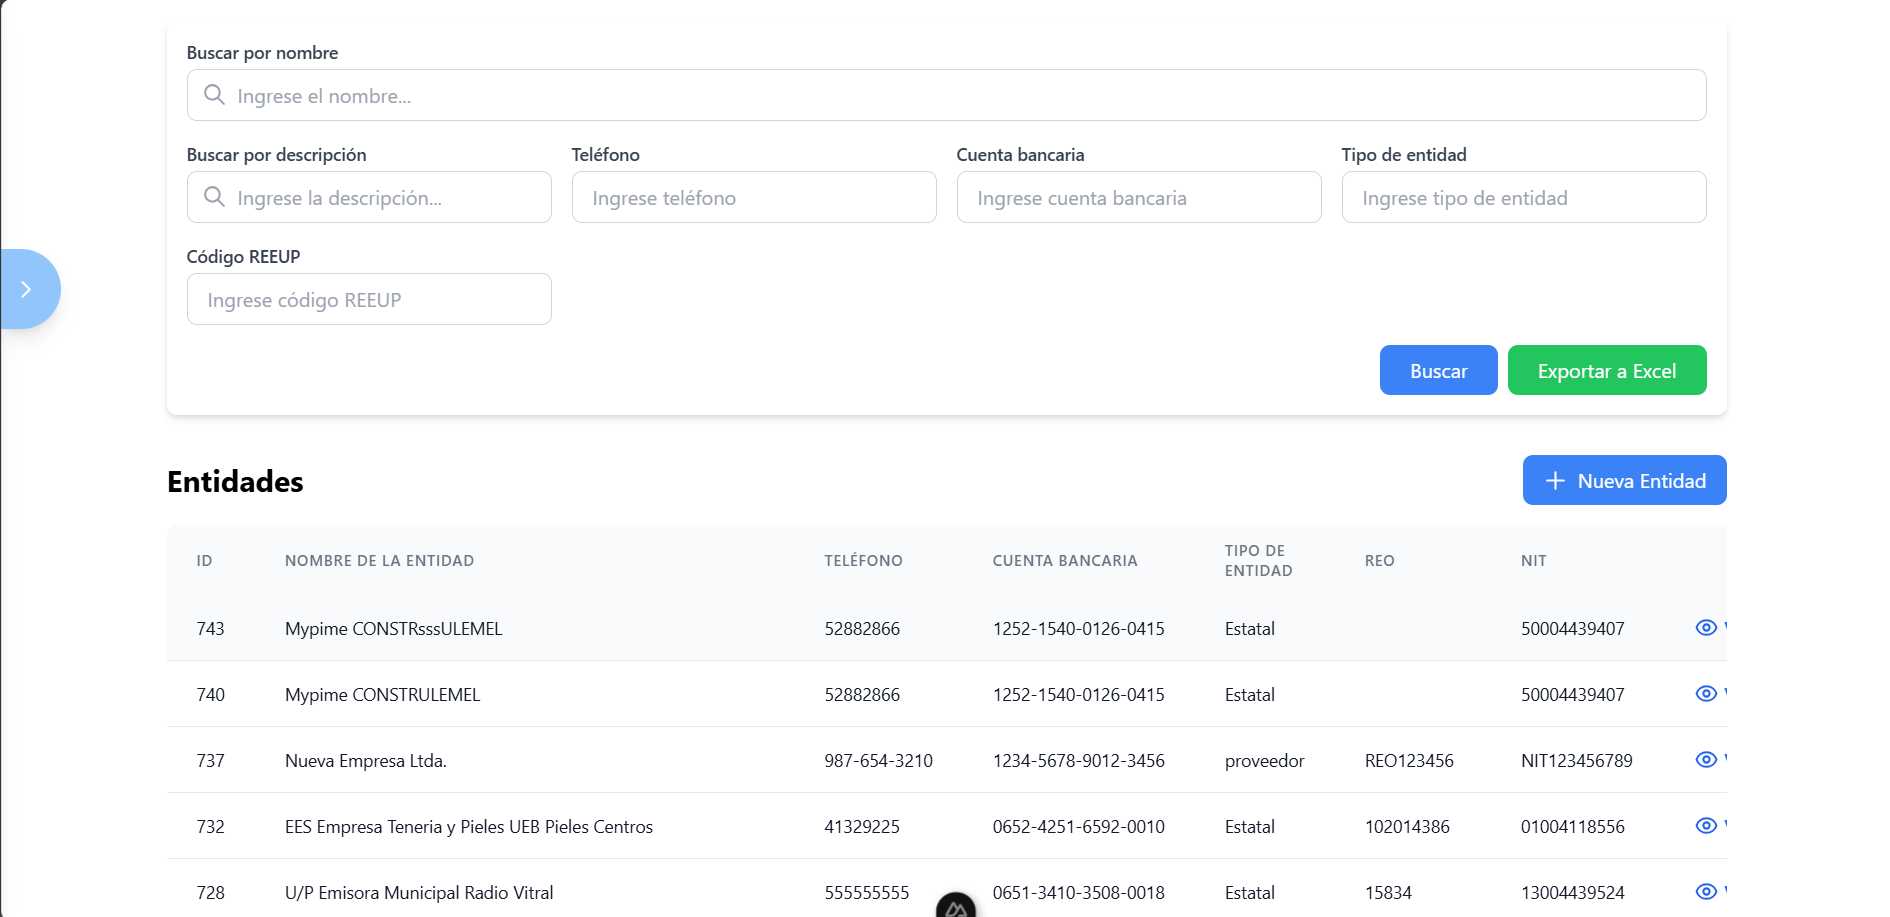 Buscar por nombre
Ingrese el nombre...
Buscar por descripción Teléfono Cuenta bancaria Tipo de entidad
Ingrese la descripción... Ingrese teléfono Ingrese cuenta bancaria Ingrese tipo de entidad
Código REEUP
Ingrese código REEUP
Buscar Exportar a Excel
Entidades Nueva Entidad
ID NOMBRE DE LA ENTIDAD TELÉFONO CUENTA BANCARIA TIPO DE ENTIDAD REO NIT
743 Mypime CONSTRsssULEMEL 52882866 1252-1540-0126-0415 Estatal 50004439407
740 Mypime CONSTRULEMEL 52882866 1252-1540-0126-0415 Estatal 50004439407
737 Nueva Empresa Ltda. 987-654-3210 1234-5678-9012-3456 proveedor REO123456 NIT123456789
732 EES Empresa Teneria y Pieles UEB Pieles Centros 41329225 0652-4251-6592-0010 Estatal 102014386 01004118556
728 U/P Emisora Municipal Radio Vitral 555555555 0651-3410-3508-0018 Estatal 15834 13004439524